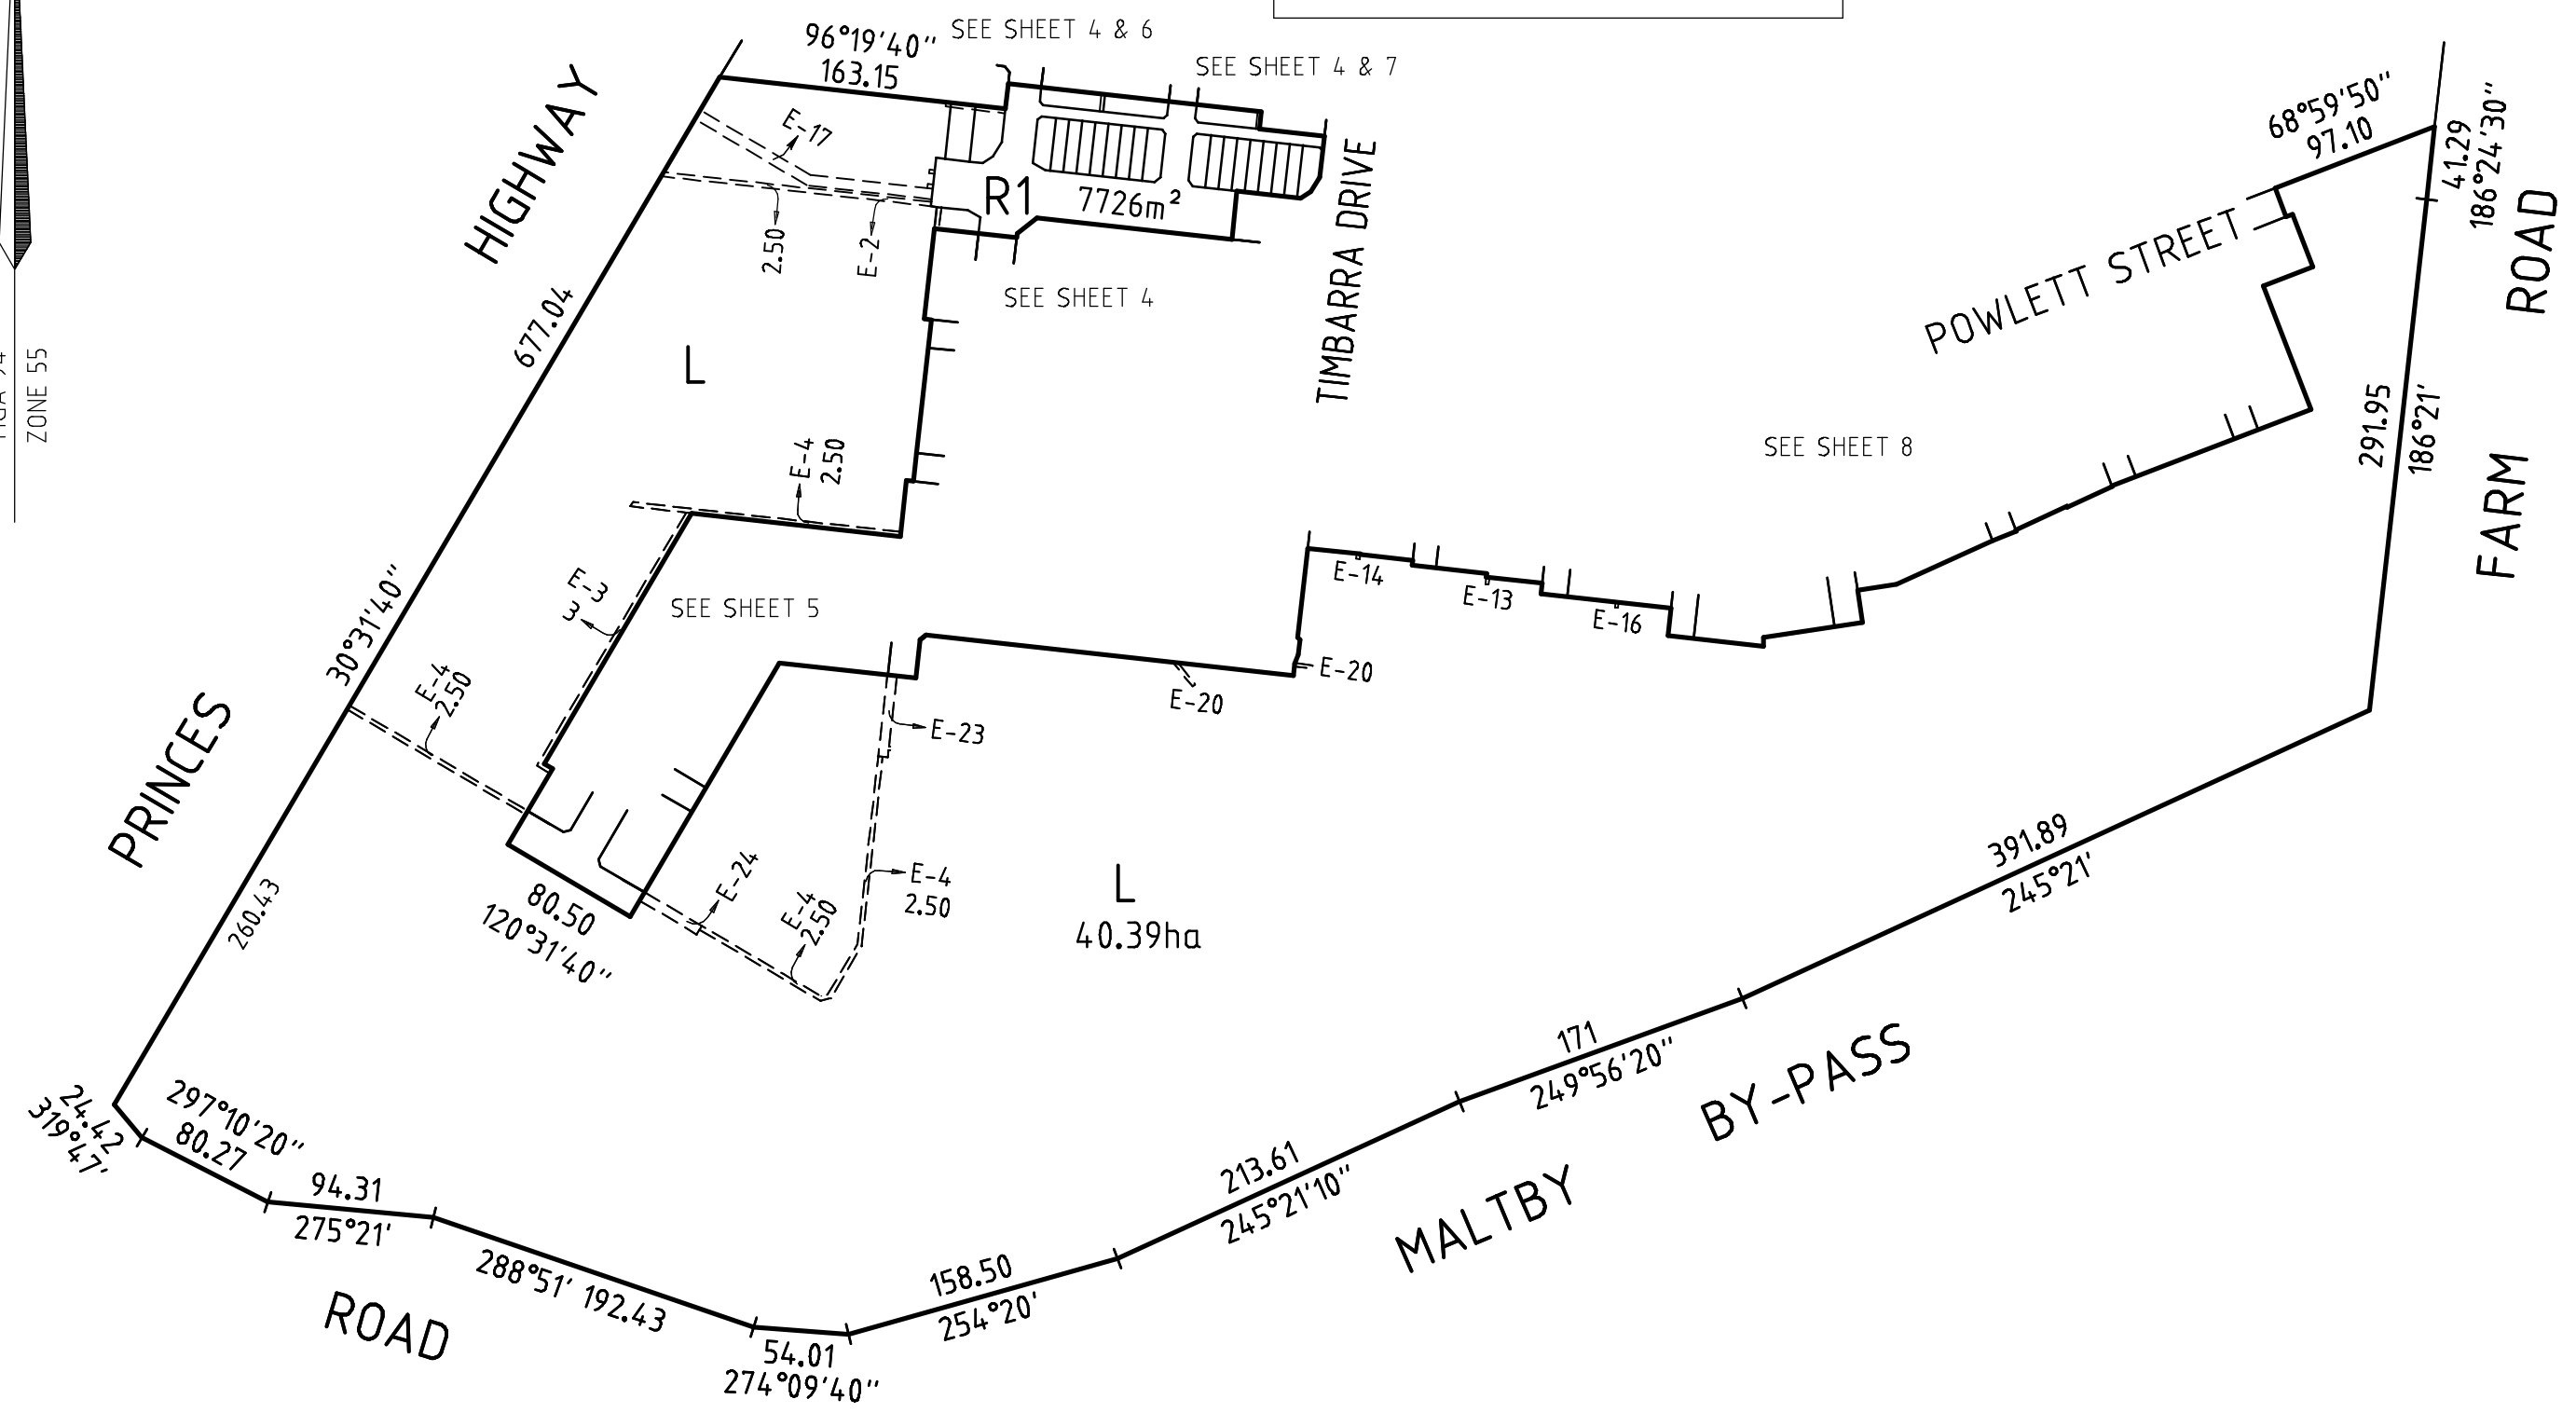 96°19'40"
163.15
SEE SHEET 4 & 6
SEE SHEET 4 & 7
68°59'50"
97.10
41.29
186°24'30"
HIGHWAY
E-17
R1
7726m²
2.50
E-2
TIMBARRA DRIVE
ROAD
POWLETT STREET
SEE SHEET 4
677.04
ZONE 55
L
291.95
186°21'
SEE SHEET 8
E-4
2.50
FARM
E-3
3
SEE SHEET 5
30°31'40"
E-14
E-13
E-16
E-4
2.50
E-20
E-20
E-23
PRINCES
391.89
245°21'
E-24
E-4
2.50
E-4
2.50
L
40.39ha
80.50
120°31'40"
260.43
171
249°56'20"
BY-PASS
24.42
319°47'
297°10'20"
80.27
94.31
275°21'
213.61
245°21'10"
MALTBY
288°51' 192.43
158.50
254°20'
ROAD
54.01
274°09'40"